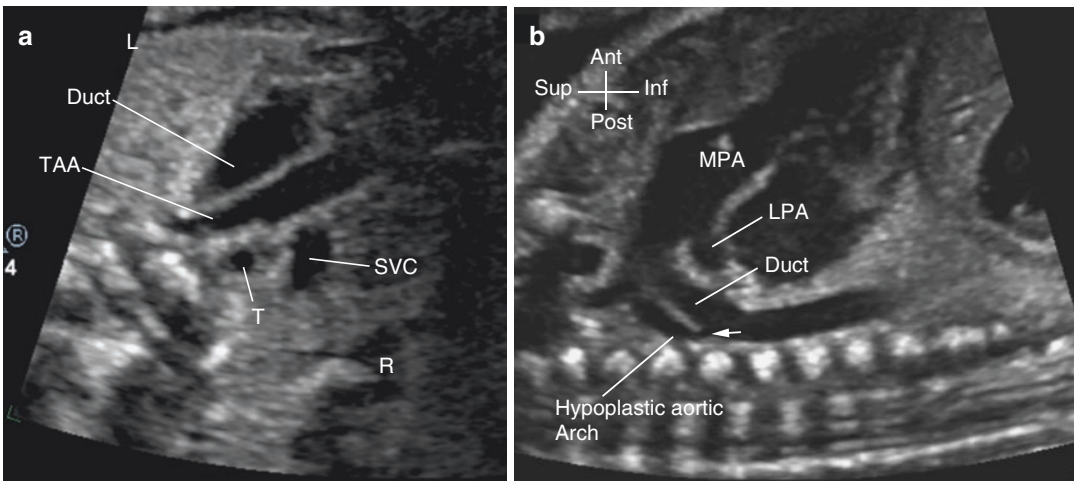 a
L
Duct
TAA
®
4
SVC
T
R
L
b
Ant
Sup
Inf
Post
MPA
LPA
Duct
Hypoplastic aortic
Arch